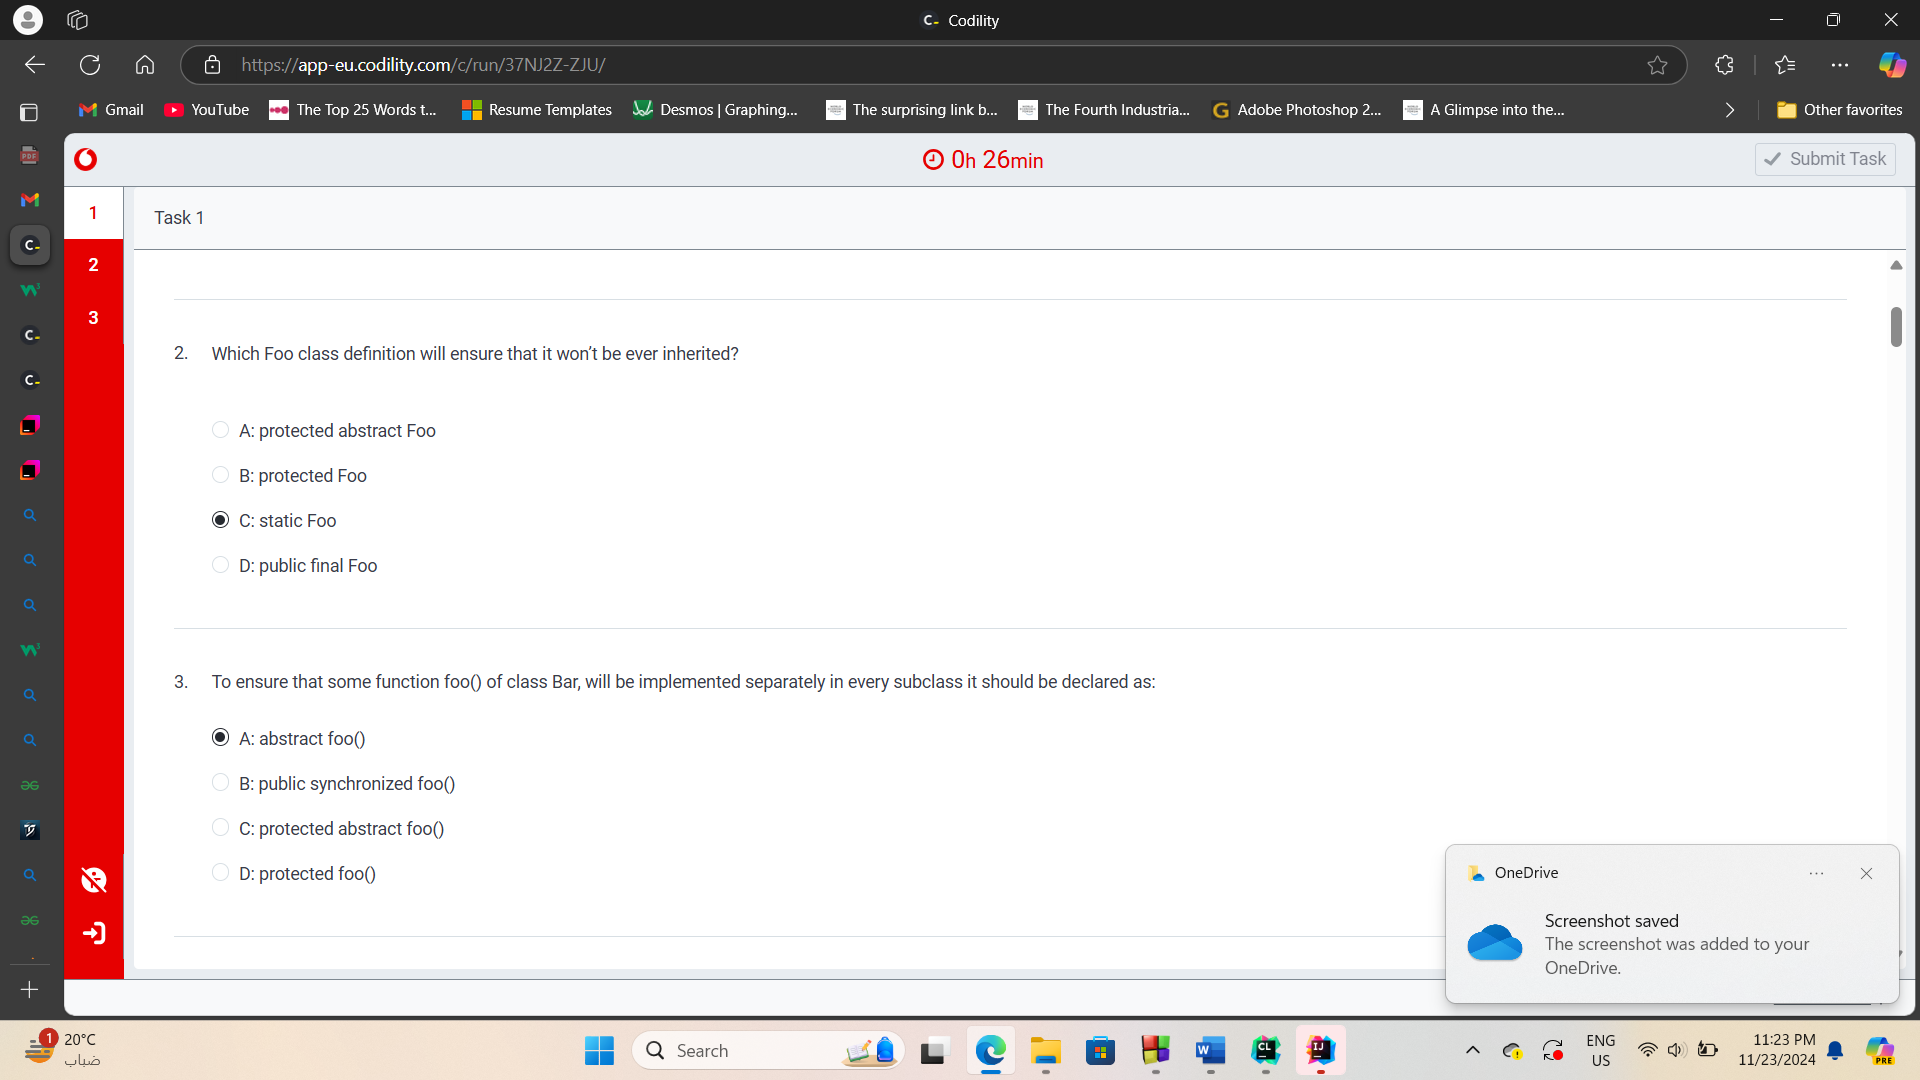 Codility
https://app-eu.codility.com/c/run/37NJ2Z-ZJU/
Gmail YouTube The Top 25 Words t... Resume Templates Desmos | Graphing... The surprising link b... The Fourth Industria... Adobe Photoshop 2... A Glimpse into the... Other favorites
0h 26min
Submit Task
1
2
3
Task 1
2. Which Foo class definition will ensure that it won't be ever inherited?
A: protected abstract Foo
B: protected Foo
C: static Foo
D: public final Foo
3. To ensure that some function foo() of class Bar, will be implemented separately in every subclass it should be declared as:
A: abstract foo()
B: public synchronized foo()
C: protected abstract foo()
D: protected foo()
OneDrive
Screenshot saved
The screenshot was added to your
OneDrive.
1
20°C
ضباب
Search
ENG
US
11:23 PM
11/23/2024
PRE